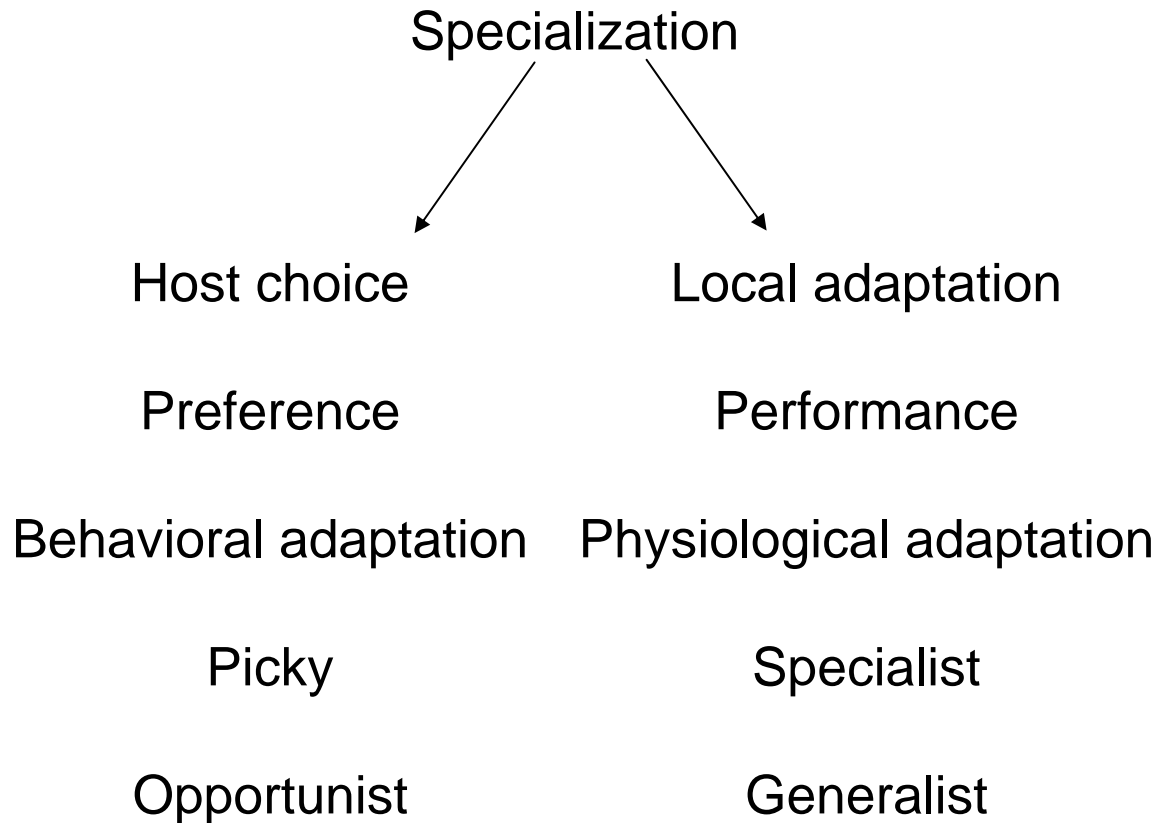 Specialization
Host choice
Local adaptation
Preference
Performance
Behavioral adaptation
Physiological adaptation
Picky
Specialist
Opportunist
Generalist